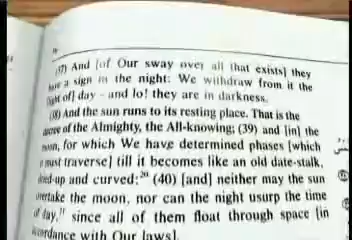 (37) And [of Our sway over all that exists] they
a sign in the night: We withdraw from it the
of] day - and lo! they are in darkness.
(8) And the sun runs to its resting place. That is the
decree of the Almighty, the All-knowing; (39) and [in] the
moon, for which We have determined phases [which
must traverse] till it becomes like an old date-stalk,
dried-up and curved:20 (40) [and] neither may the sun
overtake the moon, nor can the night usurp the time
of day, since all of them float through space [in
accordance with Our laws].